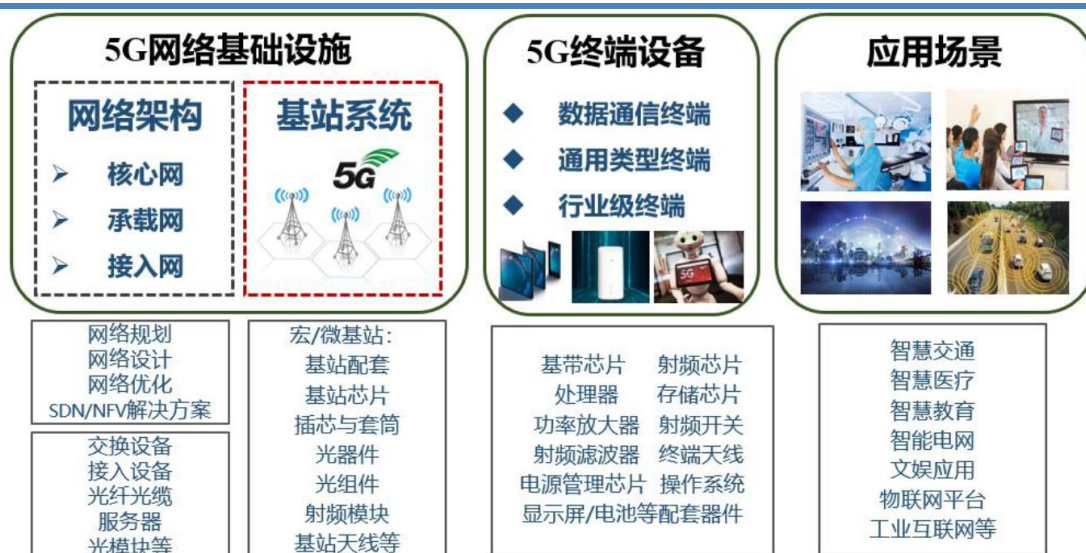 5G网络基础设施
网络架构
核心网
承载网
接入网
基站系统
5G
网络规划
网络设计
网络优化
SDN/NFV解决方案
交换设备
接入设备
光纤光缆
服务器
光模块等
宏/微基站:
基站配套
基站芯片
插芯与套筒
光器件
光组件
射频模块
基站天线等
5G终端设备
数据通信终端
通用类型终端
行业级终端
5G
基带芯片 射频芯片
处理器 存储芯片
功率放大器 射频开关
射频滤波器 终端天线
电源管理芯片 操作系统
显示屏/电池等配套器件
应用场景
智慧交通
智慧医疗
智慧教育
智能电网
文娱应用
物联网平台
工业互联网等